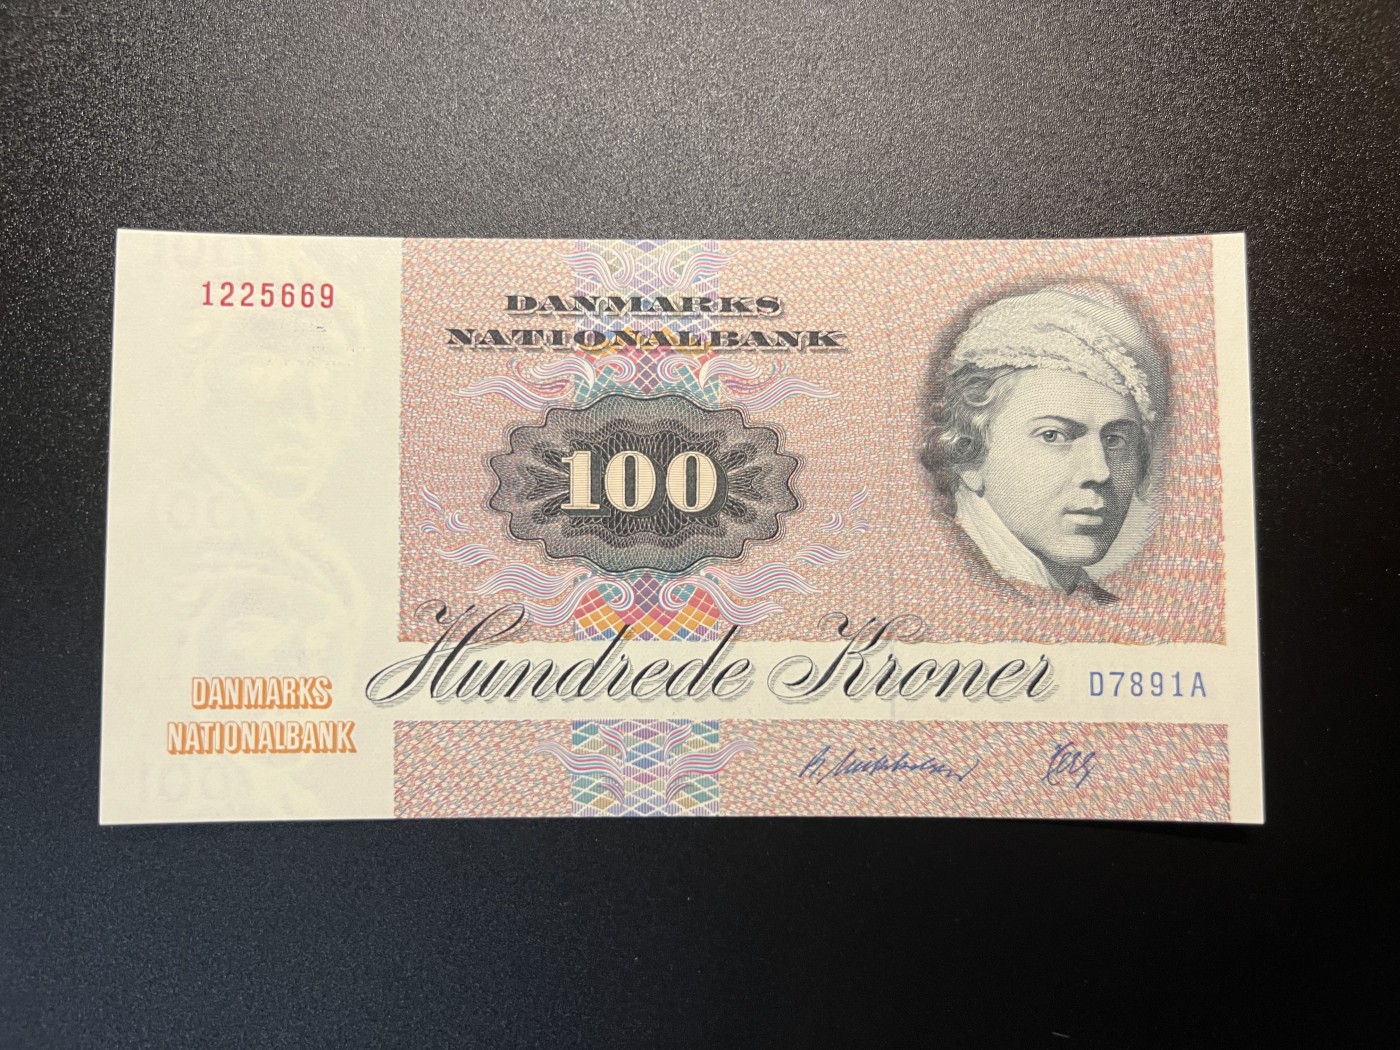 1225669
DANMARKS
NATIONALBANK
100
Hundrede Kroner
D7891A
DANMARKS
NATIONALBANK